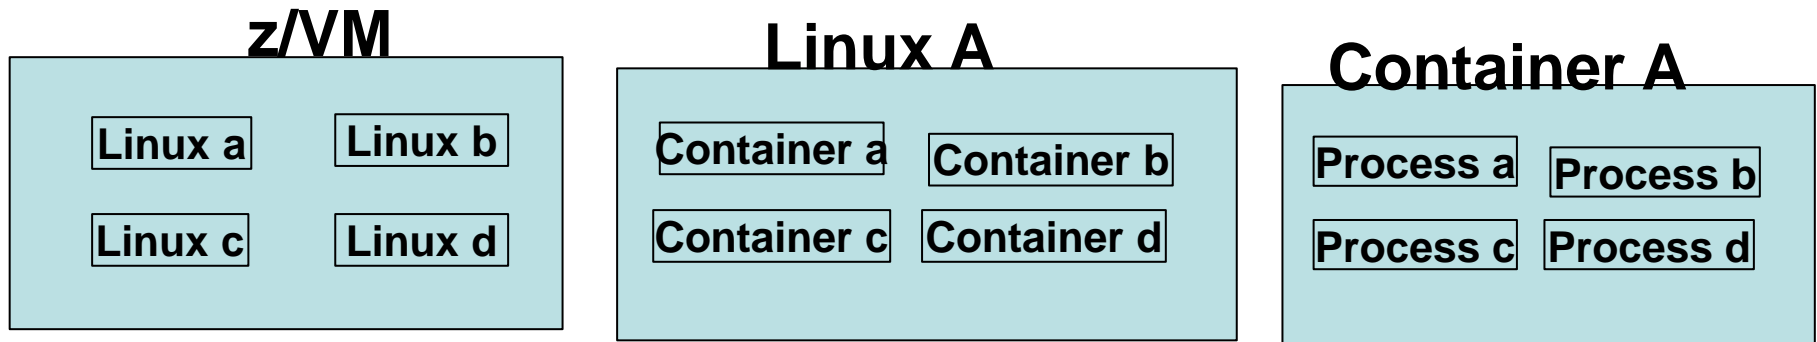 z/VM
Linux a
Linux b
Linux c
Linux d
Linux A
Container a
Container b
Container c
Container d
Container A
Process a
Process b
Process c
Process d